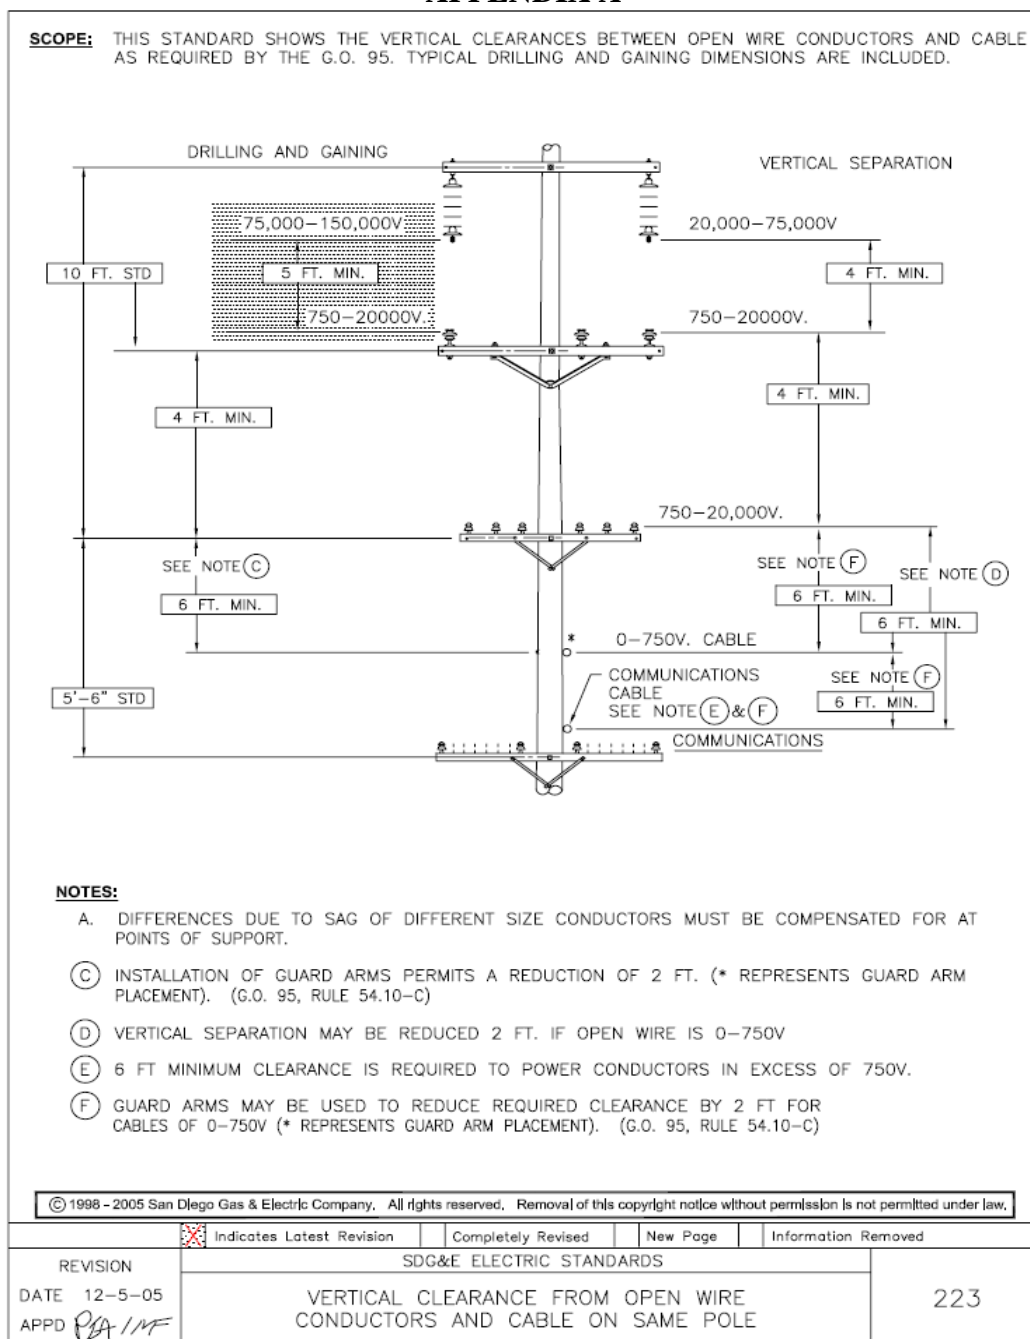 SCOPE: THIS STANDARD SHOWS THE VERTICAL CLEARANCES BETWEEN OPEN WIRE CONDUCTORS AND CABLE
AS REQUIRED BY THE G.O. 95. TYPICAL DRILLING AND GAINING DIMENSIONS ARE INCLUDED.
DRILLING AND GAINING
VERTICAL SEPARATION
75,000-150,000V
20,000-75,000V
10 FT. STD
5 FT. MIN.
4 FT. MIN.
750-20000V.
750-20000V.
4 FT. MIN.
4 FT. MIN.
750-20,000V.
SEE NOTE C
SEE NOTE F
SEE NOTE D
6 FT. MIN.
6 FT. MIN.
6 FT. MIN.
*
0-750V. CABLE
COMMUNICATIONS
CABLE
SEE NOTE E & F
SEE NOTE F
6 FT. MIN.
5'-6" STD
COMMUNICATIONS
NOTES:
A. DIFFERENCES DUE TO SAG OF DIFFERENT SIZE CONDUCTORS MUST BE COMPENSATED FOR AT
POINTS OF SUPPORT.
C INSTALLATION OF GUARD ARMS PERMITS A REDUCTION OF 2 FT. (* REPRESENTS GUARD ARM
PLACEMENT). (G.O. 95, RULE 54.10-C)
D VERTICAL SEPARATION MAY BE REDUCED 2 FT. IF OPEN WIRE IS 0-750V
E 6 FT MINIMUM CLEARANCE IS REQUIRED TO POWER CONDUCTORS IN EXCESS OF 750V.
F GUARD ARMS MAY BE USED TO REDUCE REQUIRED CLEARANCE BY 2 FT FOR
CABLES OF 0-750V (* REPRESENTS GUARD ARM PLACEMENT). (G.O. 95, RULE 54.10-C)
© 1998 - 2005 San Diego Gas & Electric Company. All rights reserved. Removal of this copyright notice without permission is not permitted under law.
X Indicates Latest Revision
Completely Revised
New Page
Information Removed
REVISION
DATE 12-5-05
APPD
SDG&E ELECTRIC STANDARDS
VERTICAL CLEARANCE FROM OPEN WIRE
CONDUCTORS AND CABLE ON SAME POLE
223